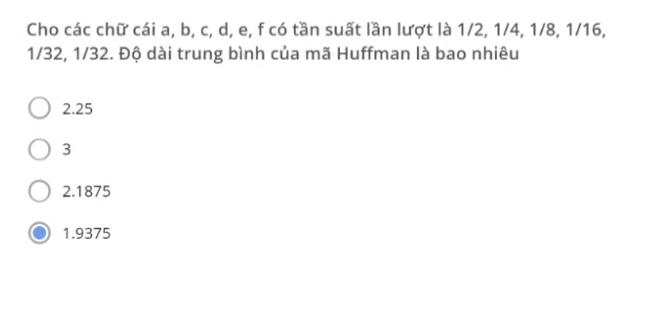 Cho các chữ cái a, b, c, d, e, f có tần suất lần lượt là 1/2, 1/4, 1/8, 1/16,
1/32, 1/32. Độ dài trung bình của mã Huffman là bao nhiêu
2.25
3
2.1875
1.9375